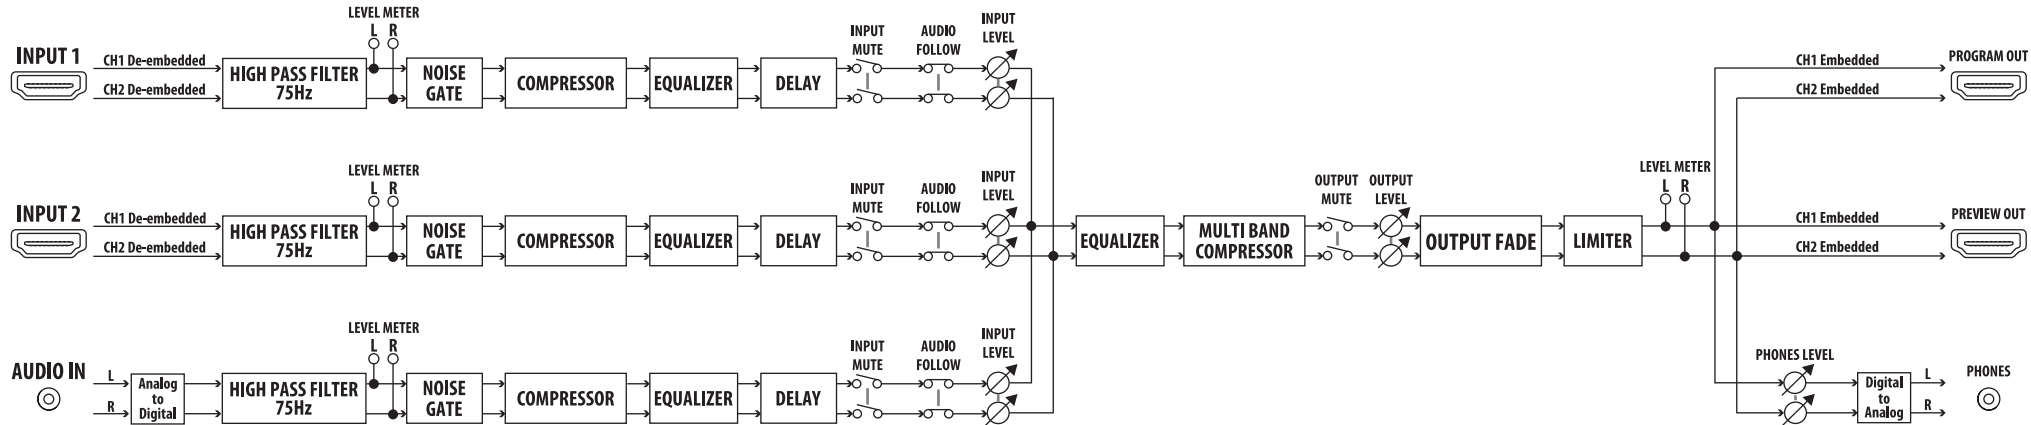 INPUT 1
CH1 De-embedded
CH2 De-embedded
HIGH PASS FILTER
75Hz
LEVEL METER
L R
NOISE
GATE
COMPRESSOR
EQUALIZER
DELAY
INPUT
MUTE
AUDIO
FOLLOW
INPUT
LEVEL
CH1 Embedded
CH2 Embedded
PROGRAM OUT
INPUT 2
CH1 De-embedded
CH2 De-embedded
HIGH PASS FILTER
75Hz
LEVEL METER
L R
NOISE
GATE
COMPRESSOR
EQUALIZER
DELAY
INPUT
MUTE
AUDIO
FOLLOW
INPUT
LEVEL
EQUALIZER
MULTI BAND
COMPRESSOR
OUTPUT
MUTE
OUTPUT
LEVEL
OUTPUT FADE
LIMITER
LEVEL METER
L R
CH1 Embedded
CH2 Embedded
PREVIEW OUT
AUDIO IN
L
R
Analog
to
Digital
HIGH PASS FILTER
75Hz
LEVEL METER
L R
NOISE
GATE
COMPRESSOR
EQUALIZER
DELAY
INPUT
MUTE
AUDIO
FOLLOW
INPUT
LEVEL
PHONES LEVEL
Digital
to
Analog
L
R
PHONES